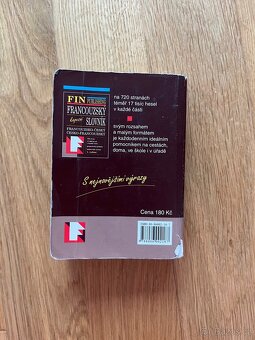 FIN
PUBLISHING
FRANCOUZSKÝ
kapesní
SLOVNÍK
FRANCOUZSKO-ČESKÝ
ČESKO-FRANCOUZSKÝ
na 720 stranách
téměř 17 tisíc hesel
v každé části
svým rozsahem
a malým formátem
je každodenním ideálním
pomocníkem na cestách,
doma, ve škole i v úřadě
S nejnovějšími výrazy
Cena 180 Kč